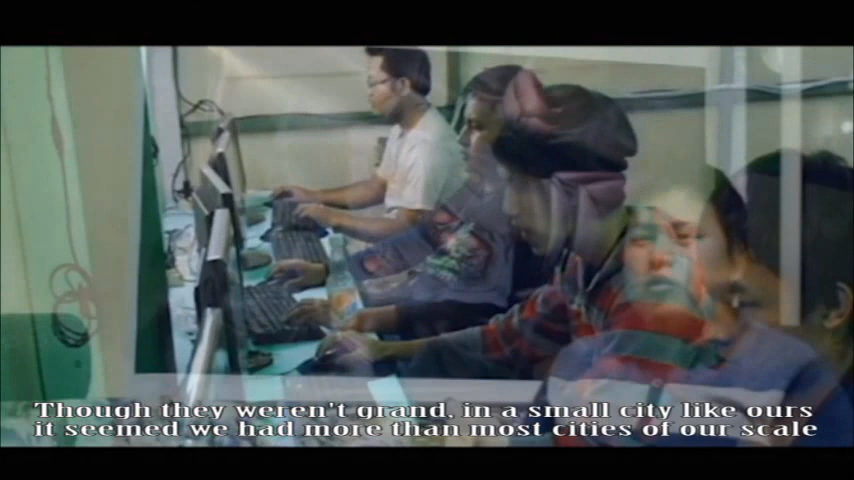 Though they weren't grand, in a small city like ours
it seemed we had more than most cities of our scale